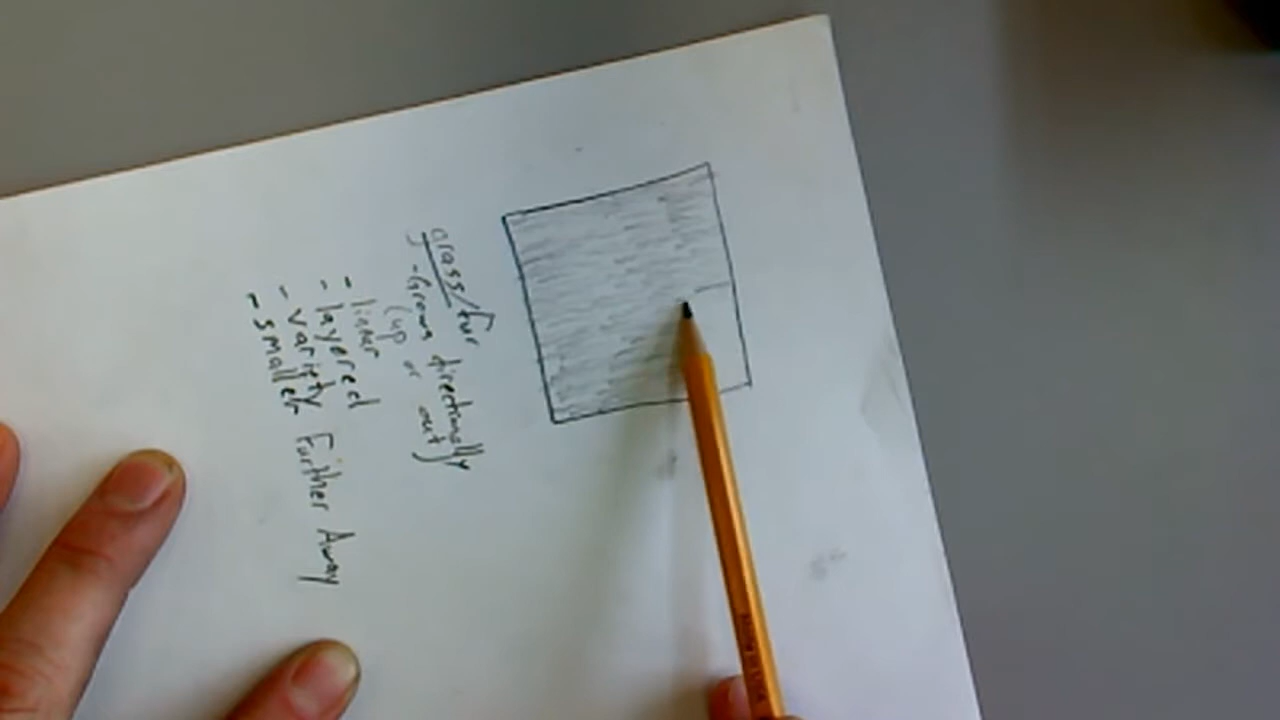 grass/fur
-Grows directionally
(up or out)
- linear
- layered
- variety
- smaller further Away